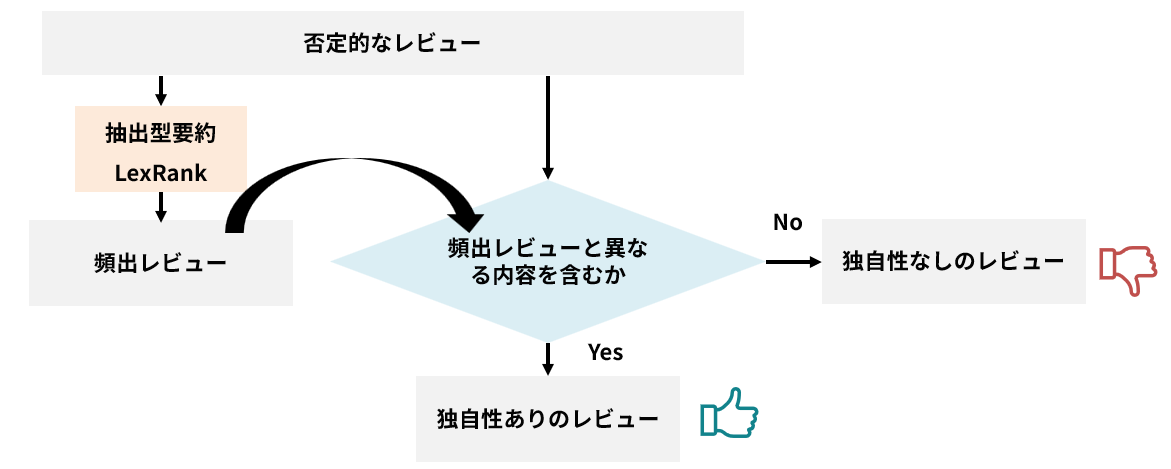 否定的なレビュー
抽出型要約
LexRank
頻出レビュー
頻出レビューと異な
る内容を含むか
No
独自性なしのレビュー
Yes
独自性ありのレビュー